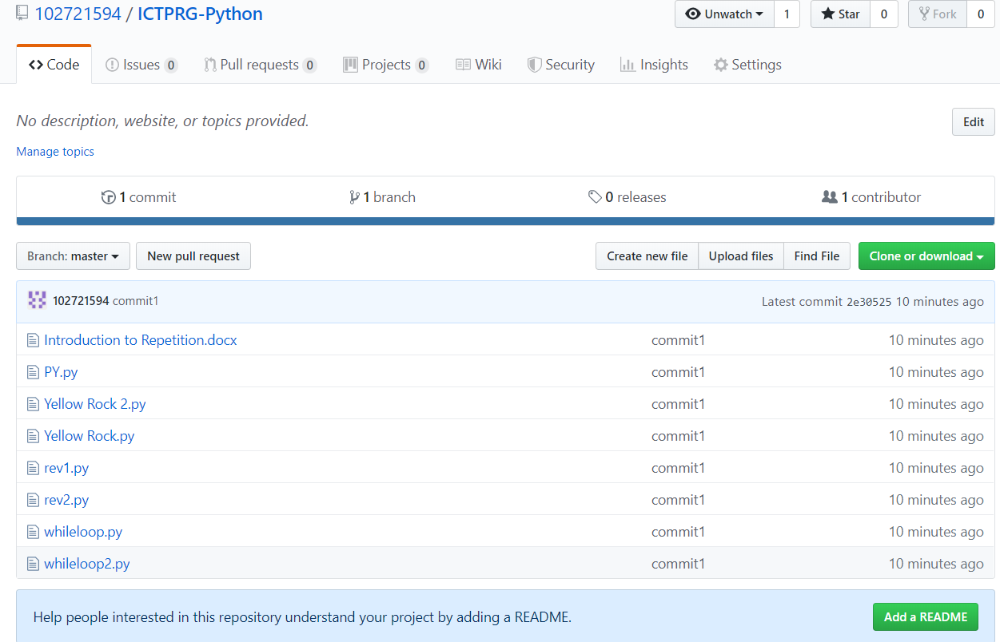 102721594 / ICTPRG-Python Unwatch 1 Star 0 Fork 0
Code Issues 0 Pull requests 0 Projects 0 Wiki Security Insights Settings
No description, website, or topics provided. Edit
Manage topics
1 commit 1 branch 0 releases 1 contributor
Branch: master New pull request Create new file Upload files Find File Clone or download
102721594 commit1 Latest commit 2e30525 10 minutes ago
Introduction to Repetition.docx commit1 10 minutes ago
PY.py commit1 10 minutes ago
Yellow Rock 2.py commit1 10 minutes ago
Yellow Rock.py commit1 10 minutes ago
rev1.py commit1 10 minutes ago
rev2.py commit1 10 minutes ago
whileloop.py commit1 10 minutes ago
whileloop2.py commit1 10 minutes ago
Help people interested in this repository understand your project by adding a README. Add a README